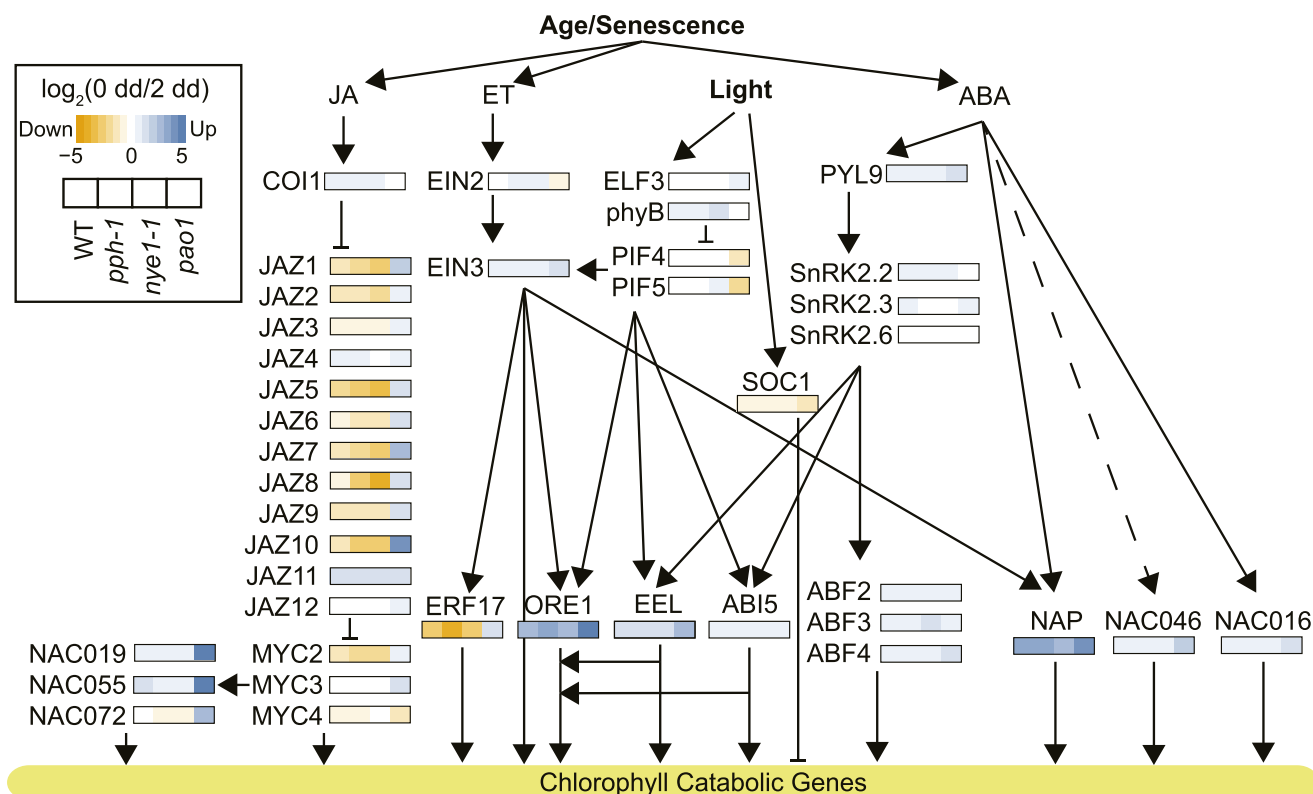 Age/Senescence
log2(0 dd/2 dd)
Down Up
−5 0 5
WT
pph-1
nye1-1
pao1
JA
ET
Light
ABA
COI1
EIN2
ELF3
phyB
PYL9
JAZ1
EIN3
PIF4
PIF5
SnRK2.2
SnRK2.3
SnRK2.6
JAZ2
JAZ3
JAZ4
JAZ5
JAZ6
JAZ7
JAZ8
JAZ9
JAZ10
JAZ11
JAZ12
SOC1
ERF17
ORE1
EEL
ABI5
ABF2
ABF3
ABF4
NAP
NAC046
NAC016
NAC019
NAC055
NAC072
MYC2
MYC3
MYC4
Chlorophyll Catabolic Genes